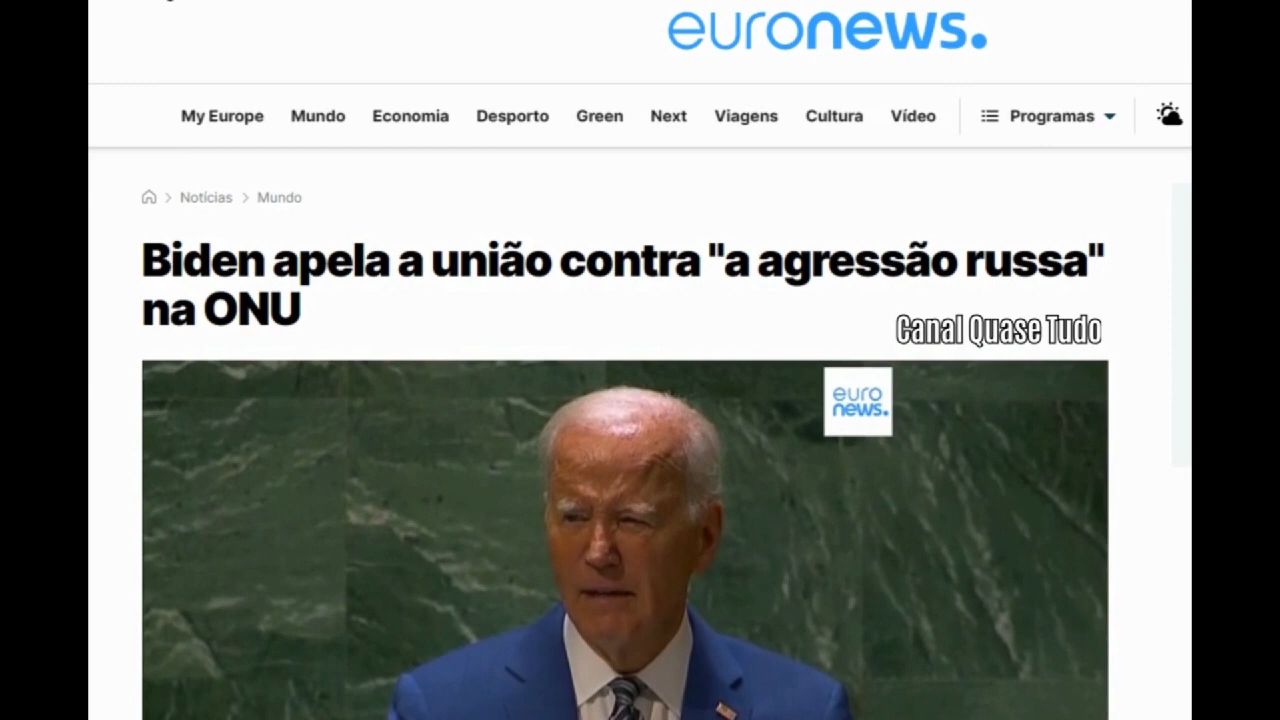 euronews.
My Europe Mundo Economia Desporto Green Next Viagens Cultura Vídeo Programas
Notícias > Mundo
Biden apela a união contra "a agressão russa"
na ONU
Canal Quase Tudo
euro
news.